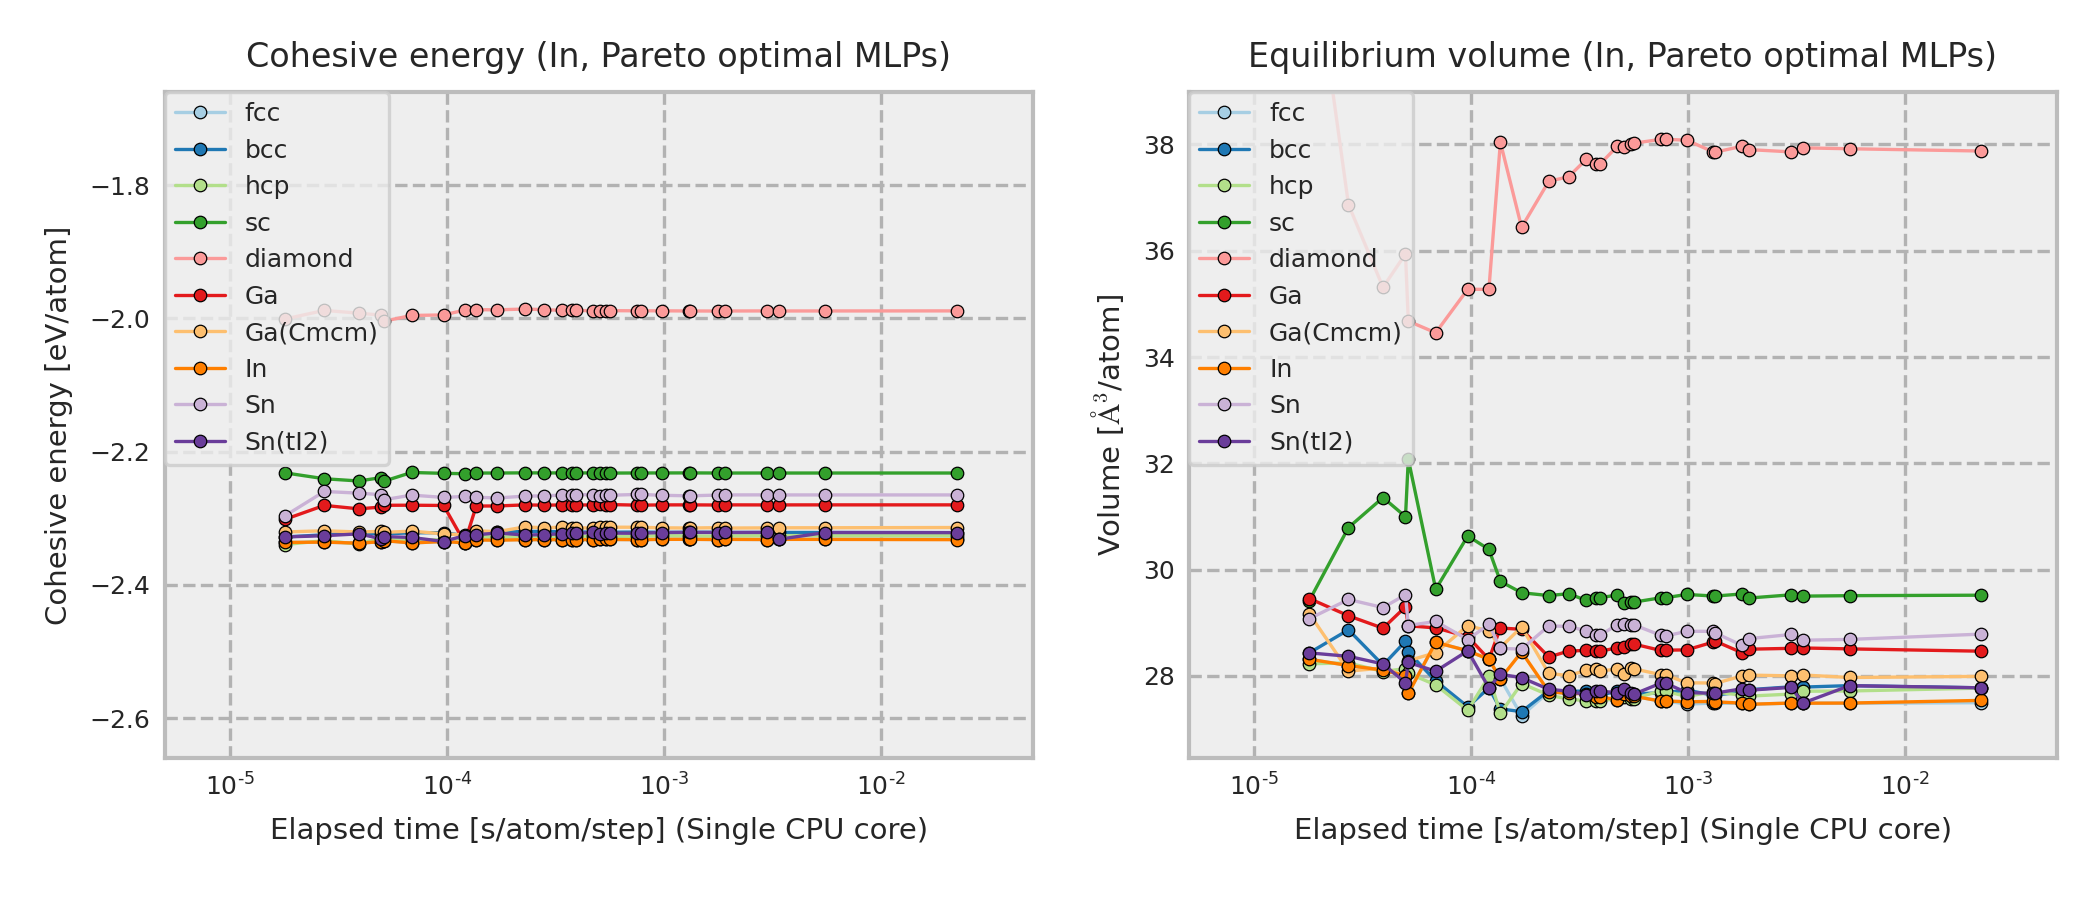 Cohesive energy (In, Pareto optimal MLPs)
Cohesive energy [eV/atom]
−1.8
−2.0
−2.2
−2.4
−2.6
fcc
bcc
hcp
sc
diamond
Ga
Ga(Cmcm)
In
Sn
Sn(tI2)
10⁻⁵ 10⁻⁴ 10⁻³ 10⁻²
Elapsed time [s/atom/step] (Single CPU core)
Equilibrium volume (In, Pareto optimal MLPs)
Volume [Å³/atom]
38
36
34
32
30
28
fcc
bcc
hcp
sc
diamond
Ga
Ga(Cmcm)
In
Sn
Sn(tI2)
10⁻⁵ 10⁻⁴ 10⁻³ 10⁻²
Elapsed time [s/atom/step] (Single CPU core)